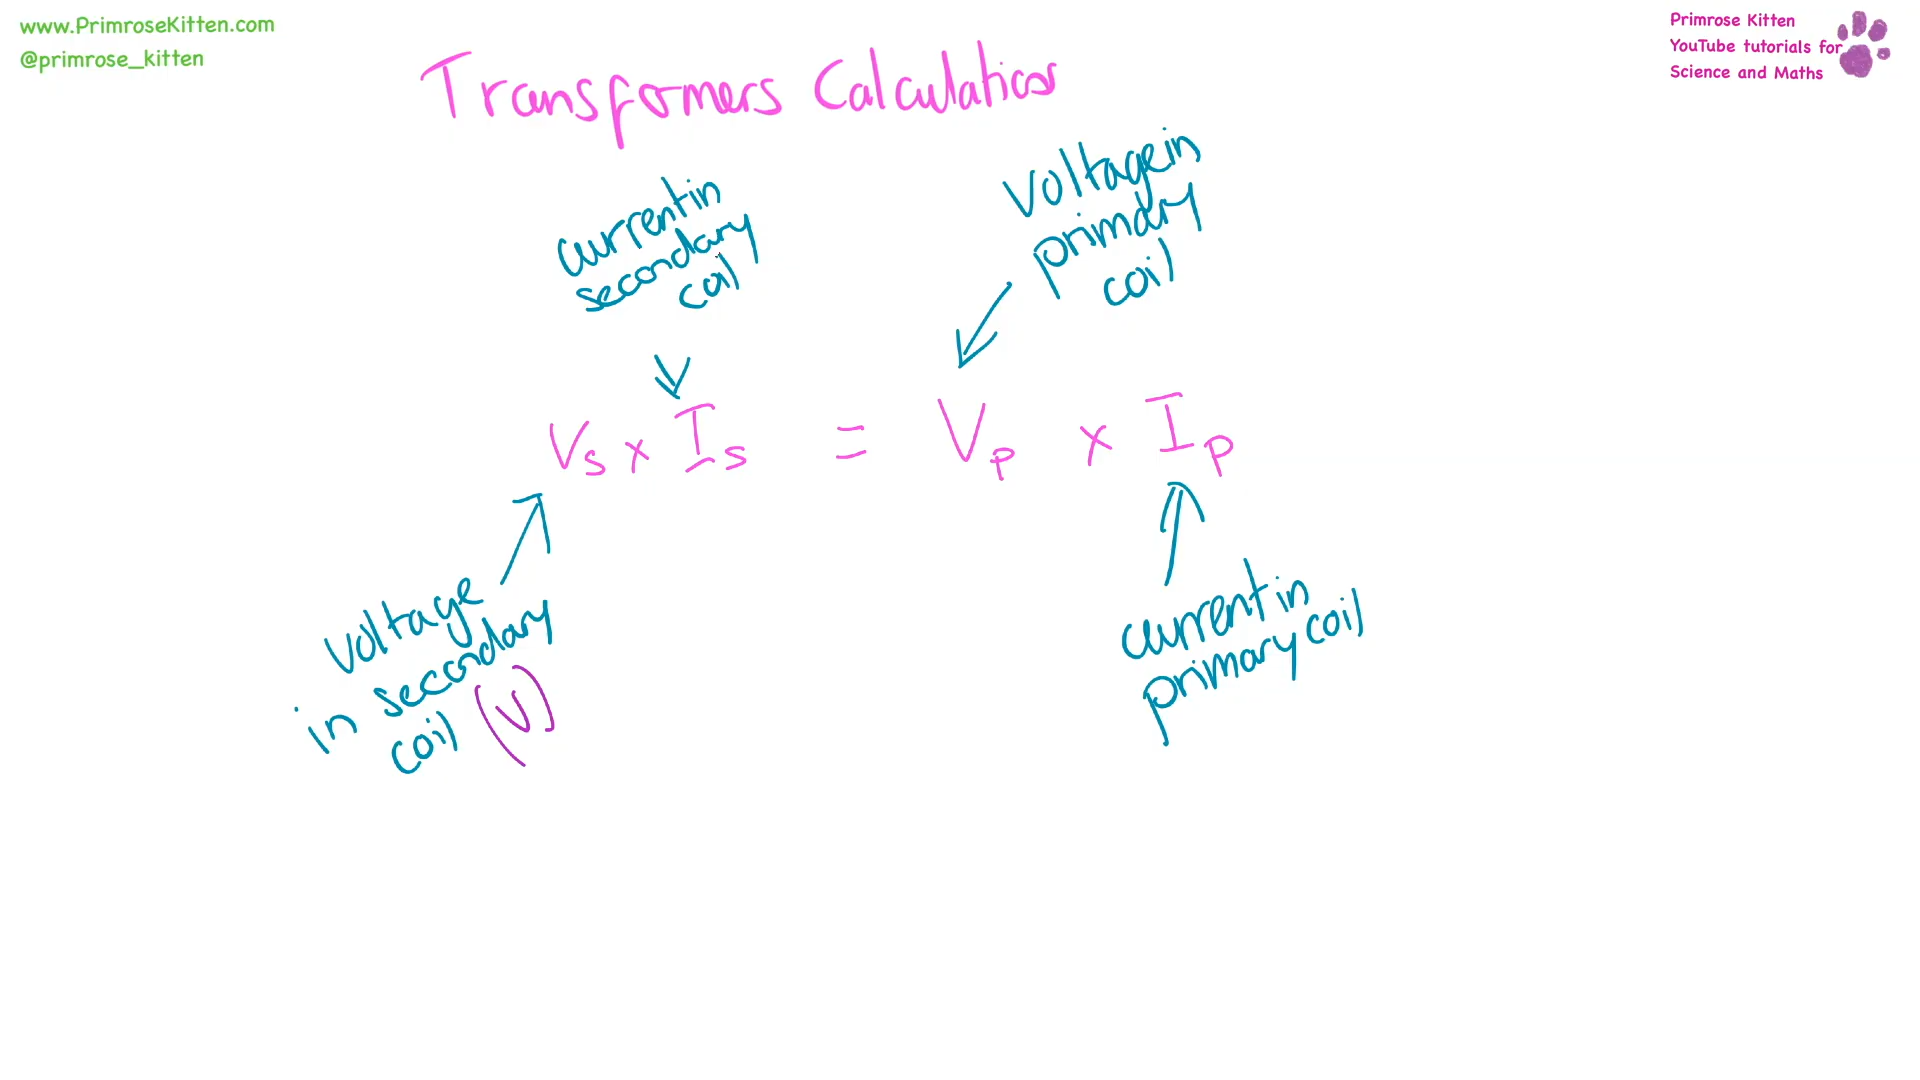 www.PrimroseKitten.com
@primrose_kitten
Primrose Kitten
YouTube tutorials for
Science and Maths
Transformers Calculations
current in
secondary
coil
Voltage in
primary
coil
Vs x Is = Vp x Ip
voltage
in secondary
coil (V)
current in
primary coil